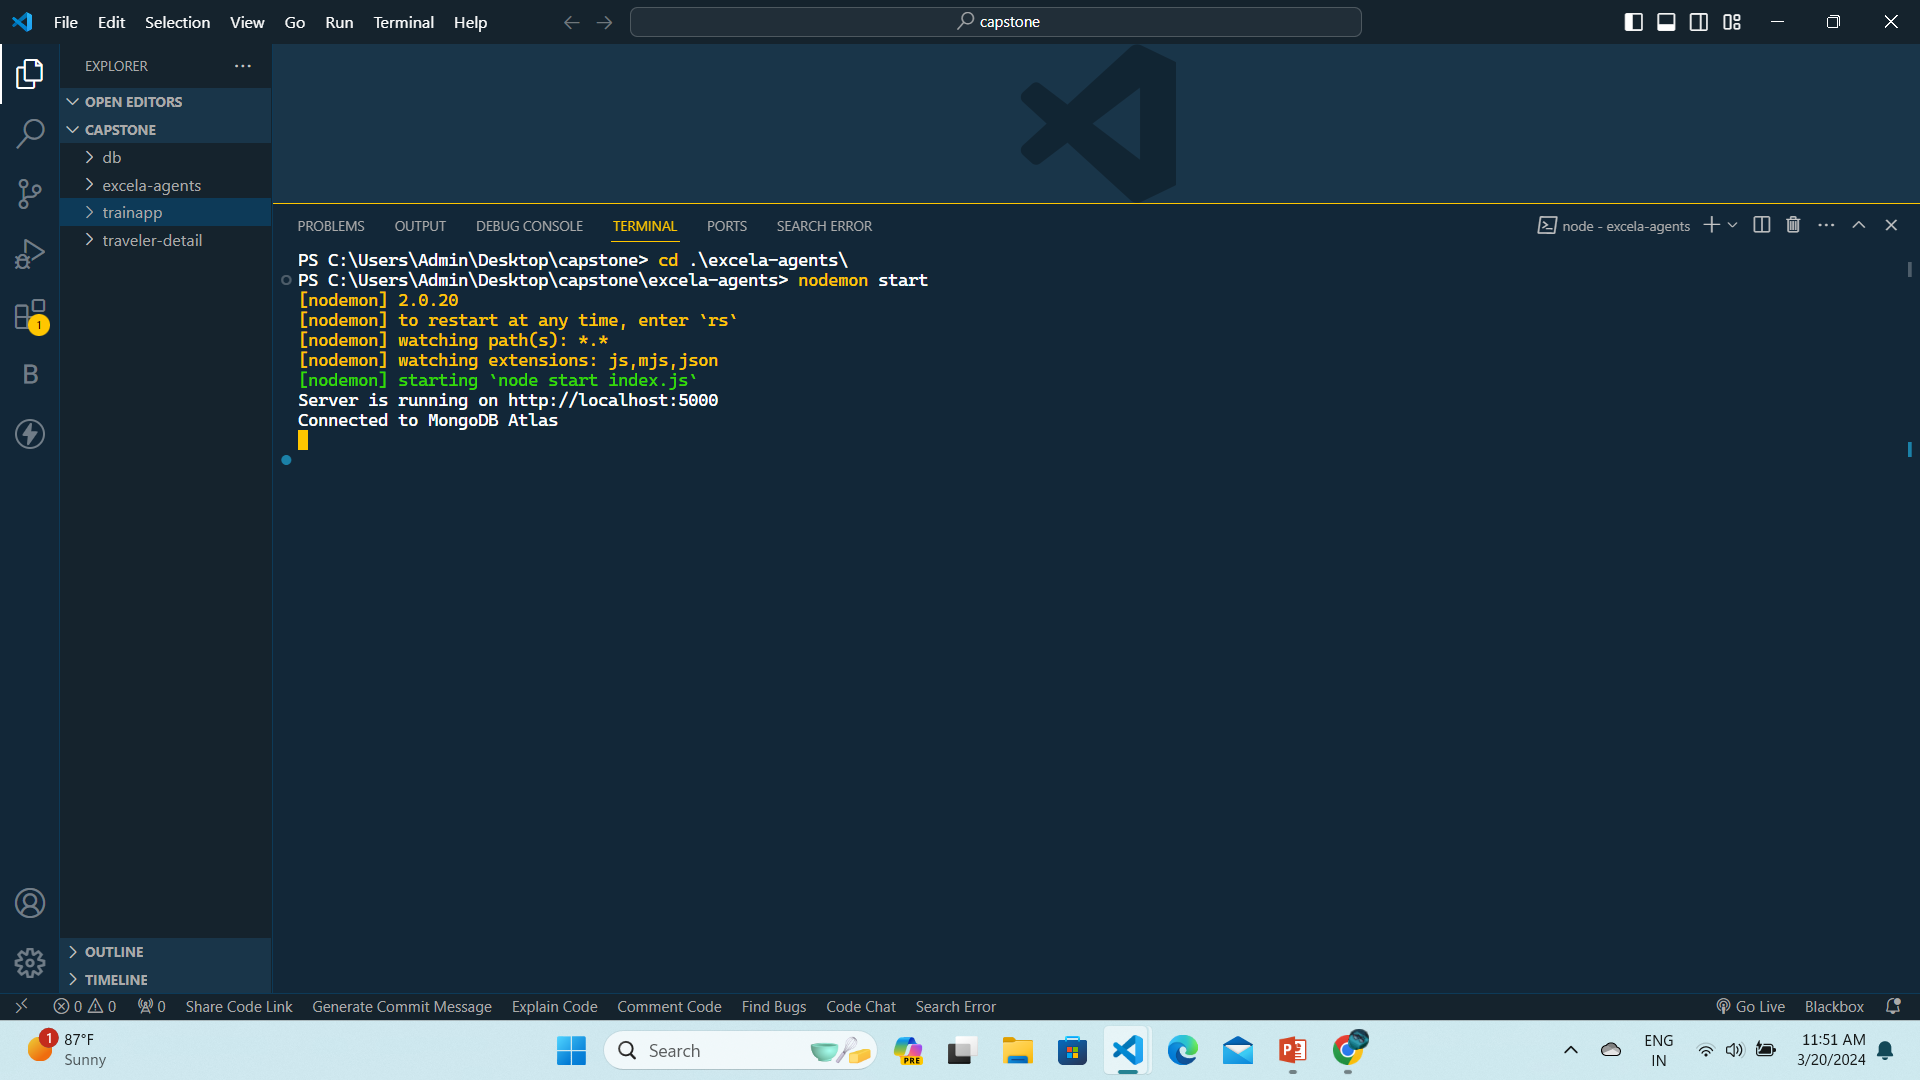 File Edit Selection View Go Run Terminal Help
capstone
EXPLORER
OPEN EDITORS
CAPSTONE
db
excela-agents
trainapp
traveler-detail
1
B
OUTLINE
TIMELINE
PROBLEMS OUTPUT DEBUG CONSOLE TERMINAL PORTS SEARCH ERROR
node - excela-agents
PS C:\Users\Admin\Desktop\capstone> cd .\excela-agents\
PS C:\Users\Admin\Desktop\capstone\excela-agents> nodemon start
[nodemon] 2.0.20
[nodemon] to restart at any time, enter `rs`
[nodemon] watching path(s): *.*
[nodemon] watching extensions: js,mjs,json
[nodemon] starting `node start index.js`
Server is running on http://localhost:5000
Connected to MongoDB Atlas
0 0 0 Share Code Link Generate Commit Message Explain Code Comment Code Find Bugs Code Chat Search Error Go Live Blackbox
1
87°F
Sunny
Search
PRE
ENG
IN
11:51 AM
3/20/2024